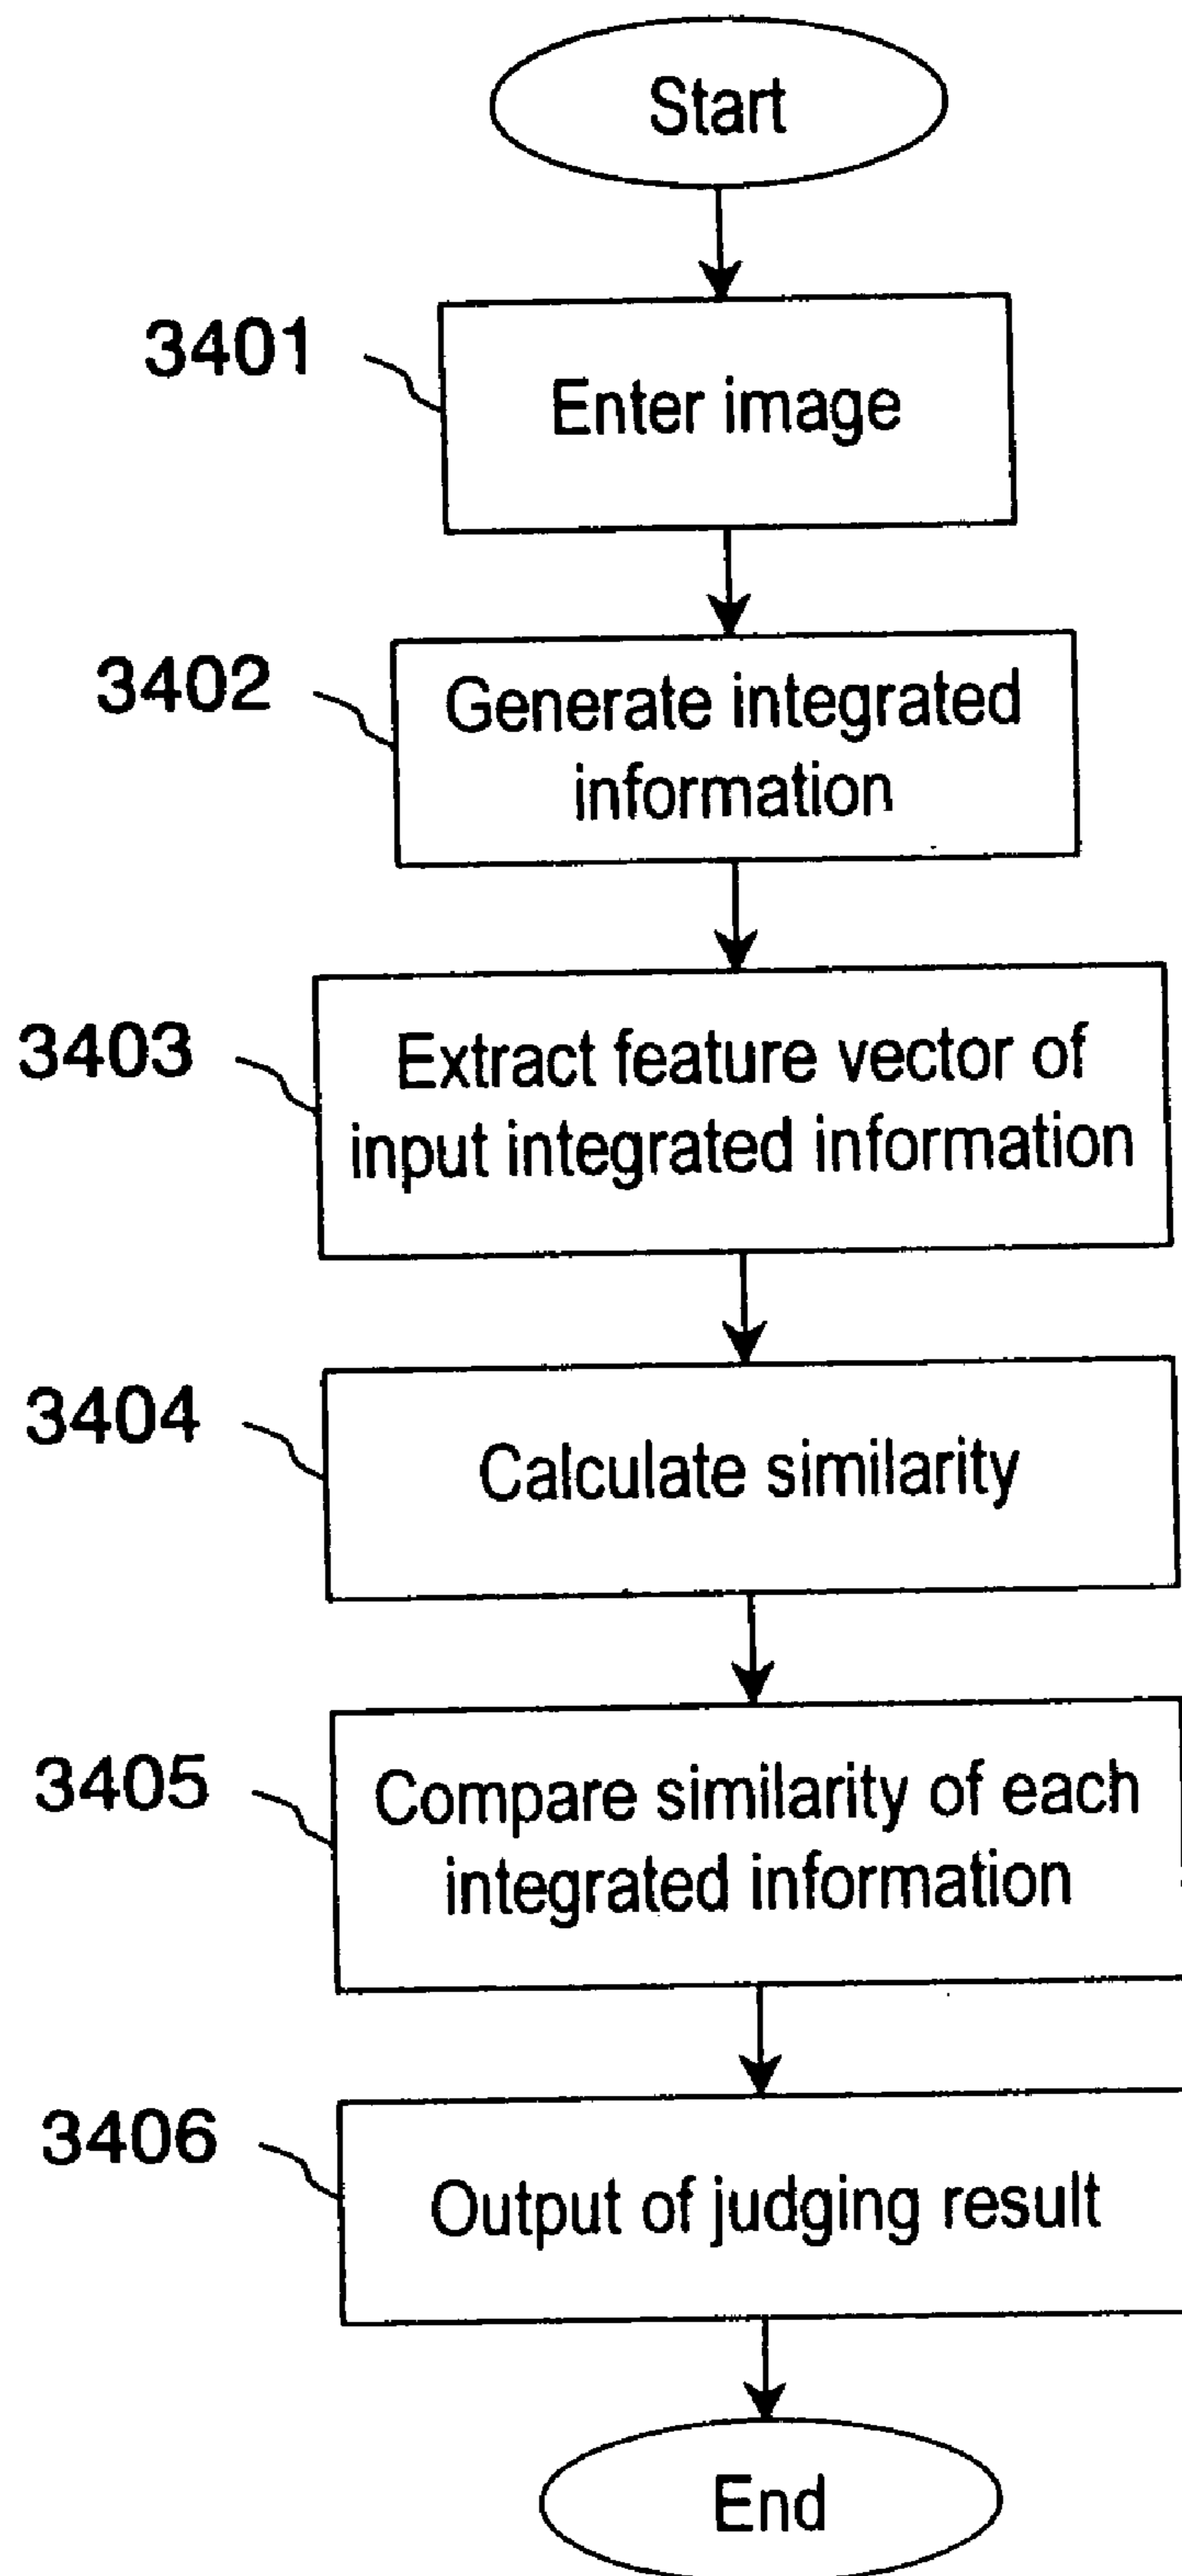 Start
3401
Enter image
3402
Generate integrated
information
3403
Extract feature vector of
input integrated information
3404
Calculate similarity
3405
Compare similarity of each
integrated information
3406
Output of judging result
End